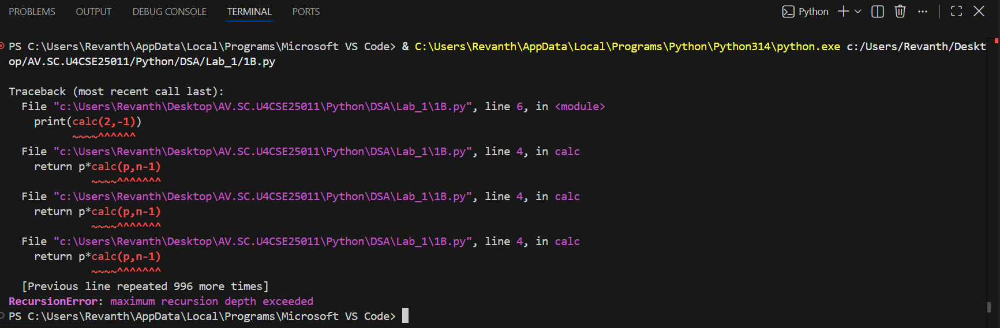 PROBLEMS OUTPUT DEBUG CONSOLE TERMINAL PORTS Python
PS C:\Users\Revanth\AppData\Local\Programs\Microsoft VS Code> & C:\Users\Revanth\AppData\Local\Programs\Python\Python314\python.exe c:/Users/Revanth/Deskt
op/AV.SC.U4CSE25011/Python/DSA/Lab_1/1B.py
Traceback (most recent call last):
  File "c:\Users\Revanth\Desktop\AV.SC.U4CSE25011\Python\DSA\Lab_1\1B.py", line 6, in <module>
    print(calc(2,-1))
          ~~~~^^^^^^
  File "c:\Users\Revanth\Desktop\AV.SC.U4CSE25011\Python\DSA\Lab_1\1B.py", line 4, in calc
    return p*calc(p,n-1)
             ~~~~^^^^^^^
  File "c:\Users\Revanth\Desktop\AV.SC.U4CSE25011\Python\DSA\Lab_1\1B.py", line 4, in calc
    return p*calc(p,n-1)
             ~~~~^^^^^^^
  File "c:\Users\Revanth\Desktop\AV.SC.U4CSE25011\Python\DSA\Lab_1\1B.py", line 4, in calc
    return p*calc(p,n-1)
             ~~~~^^^^^^^
  [Previous line repeated 996 more times]
RecursionError: maximum recursion depth exceeded
PS C:\Users\Revanth\AppData\Local\Programs\Microsoft VS Code>